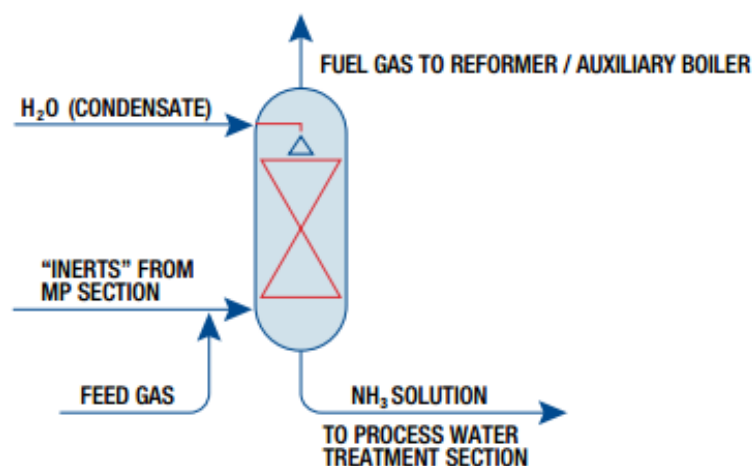 FUEL GAS TO REFORMER / AUXILIARY BOILER
H₂O (CONDENSATE)
“INERTS” FROM
MP SECTION
FEED GAS
NH₃ SOLUTION
TO PROCESS WATER
TREATMENT SECTION